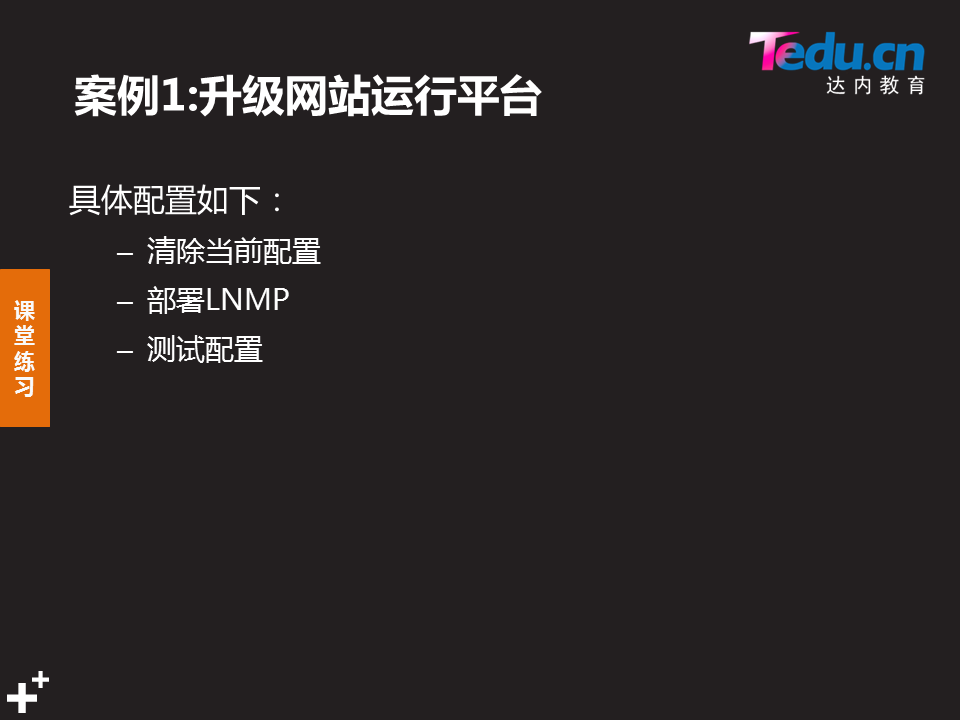 Tedu.cn
达内教育
案例1:升级网站运行平台
具体配置如下：
– 清除当前配置
– 部署LNMP
– 测试配置
课
堂
练
习